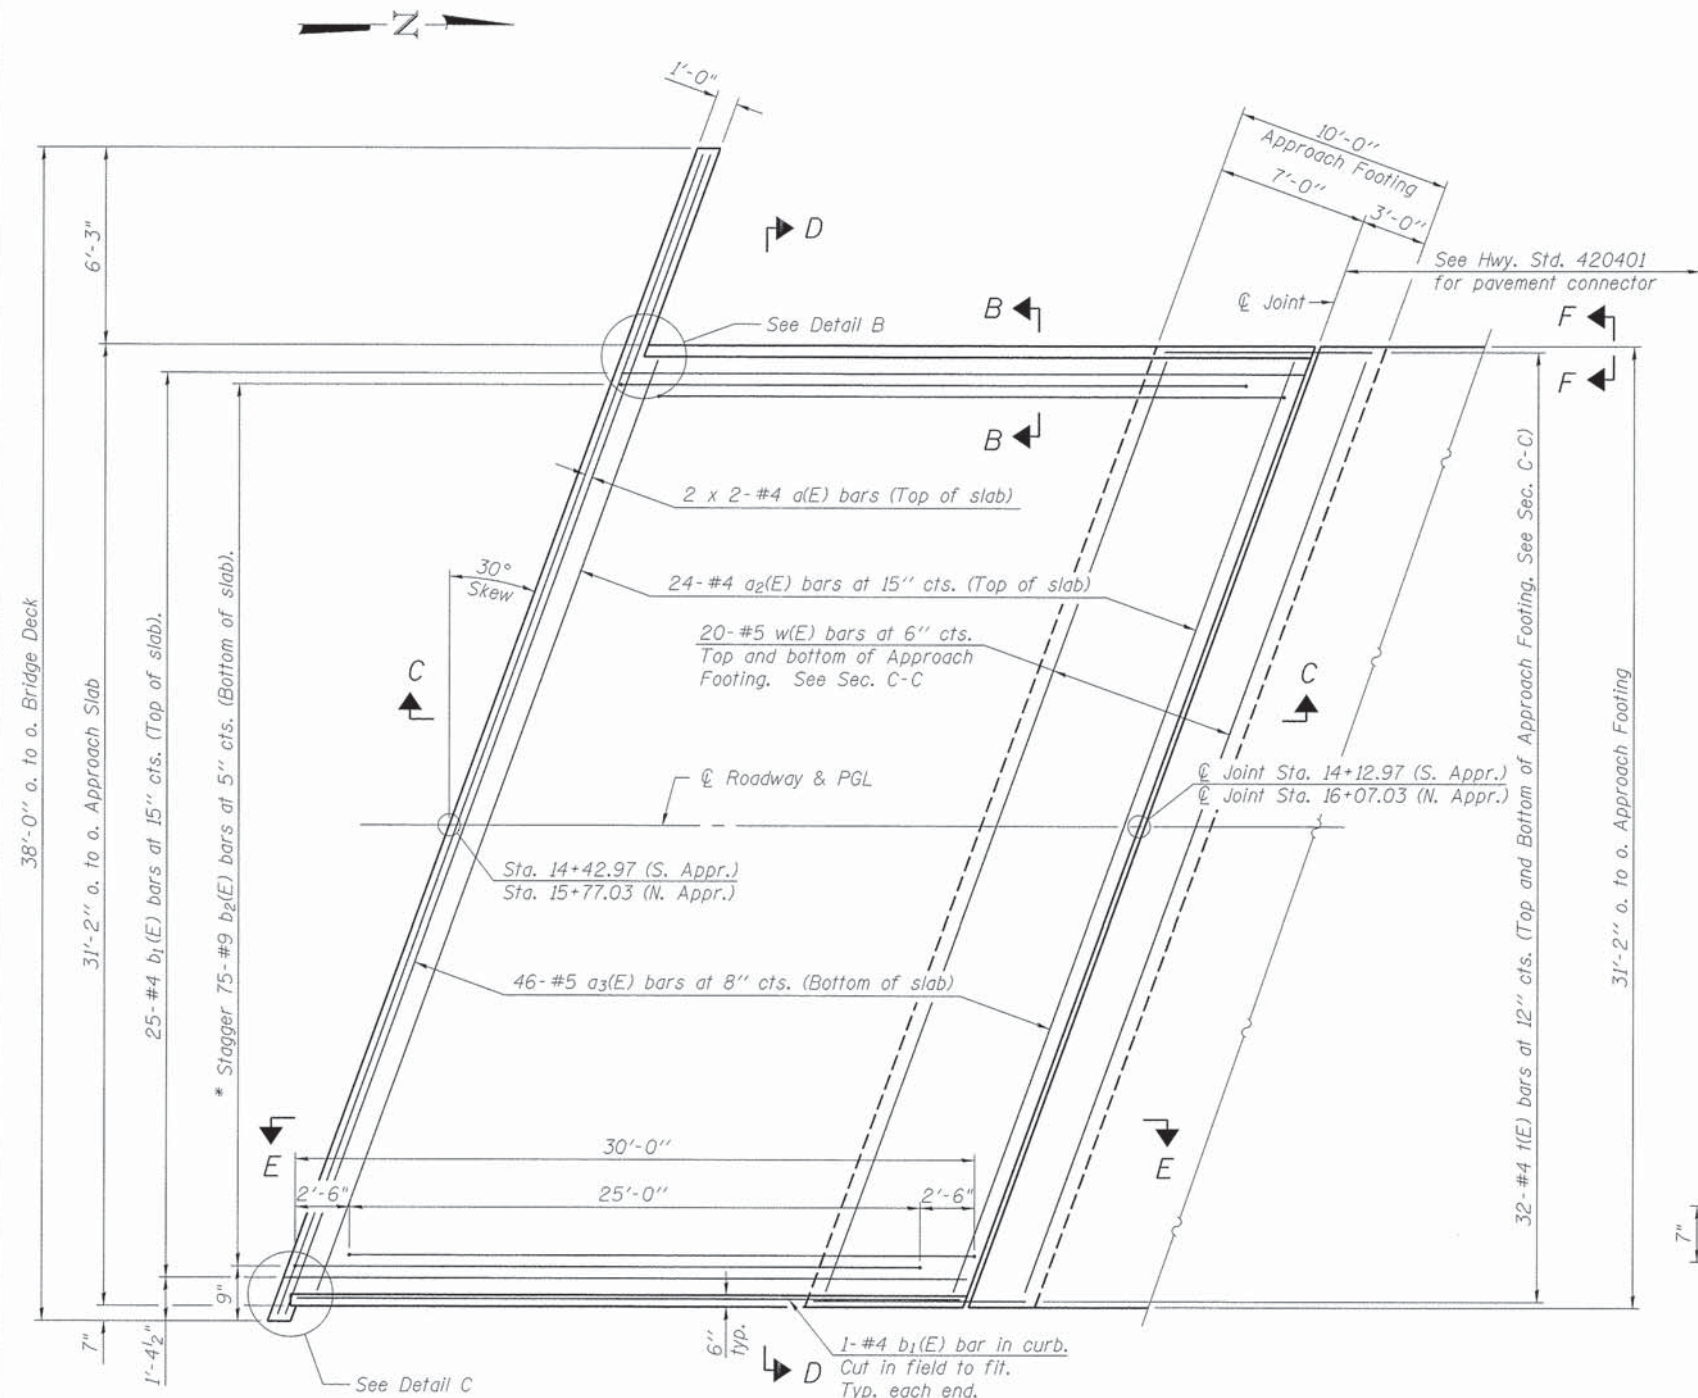 N
1'-0"
10'-0"
Approach Footing
7'-0"
3'-0"
See Hwy. Std. 420401
for pavement connector
℄ Joint
D
B
F
F
See Detail B
B
6'-3"
38'-0" o. to o. Bridge Deck
31'-2" o. to o. Approach Slab
25-#4 b1(E) bars at 15" cts. (Top of slab).
* Stagger 75-#9 b2(E) bars at 5" cts. (Bottom of slab).
2 x 2-#4 a(E) bars (Top of slab)
30°
Skew
24-#4 a2(E) bars at 15" cts. (Top of slab)
20-#5 w(E) bars at 6" cts.
Top and bottom of Approach
Footing. See Sec. C-C
C
C
℄ Roadway & PGL
℄ Joint Sta. 14+12.97 (S. Appr.)
℄ Joint Sta. 16+07.03 (N. Appr.)
Sta. 14+42.97 (S. Appr.)
Sta. 15+77.03 (N. Appr.)
46-#5 a3(E) bars at 8" cts. (Bottom of slab)
32-#4 t(E) bars at 12" cts. (Top and Bottom of Approach Footing. See Sec. C-C)
31'-2" o. to o. Approach Footing
E
E
30'-0"
2'-6"
25'-0"
2'-6"
7"
9"
7"
1'-4½"
6"
typ.
D
1-#4 b1(E) bar in curb.
Cut in field to fit.
Typ. each end.
See Detail C